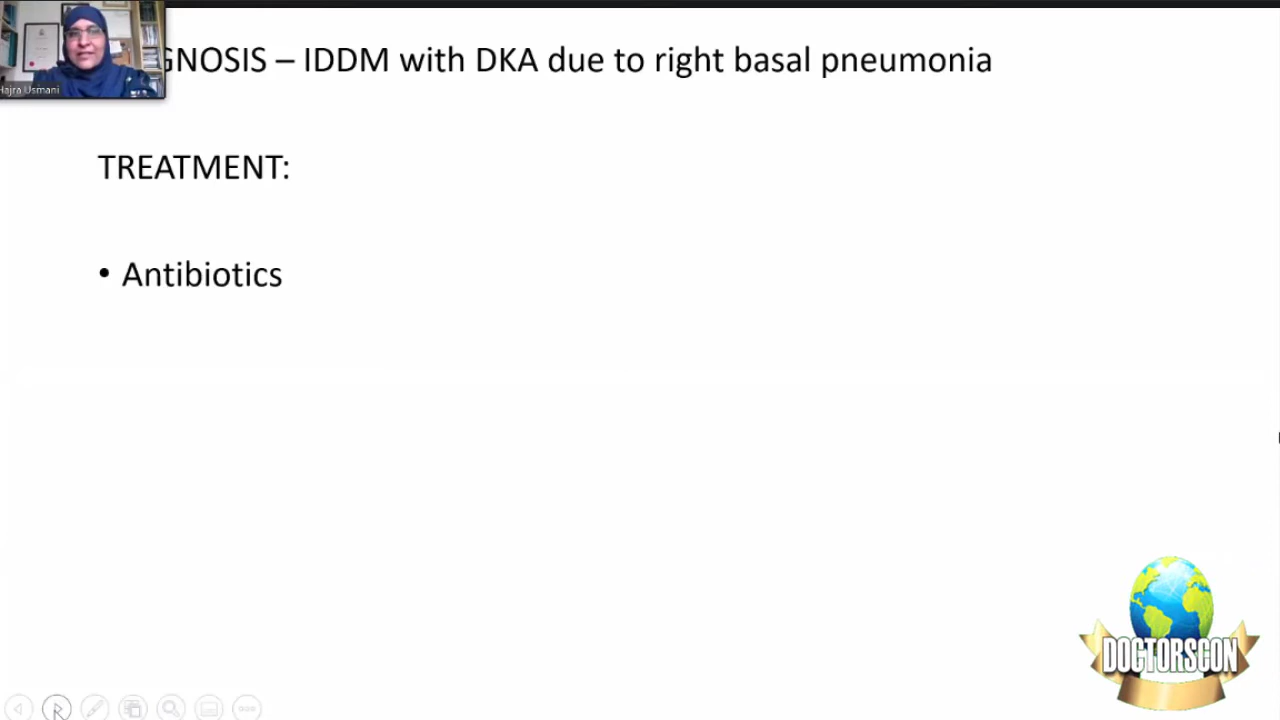 GNOSIS – IDDM with DKA due to right basal pneumonia
Hajra Usmani
TREATMENT:
• Antibiotics
DOCTORSCON